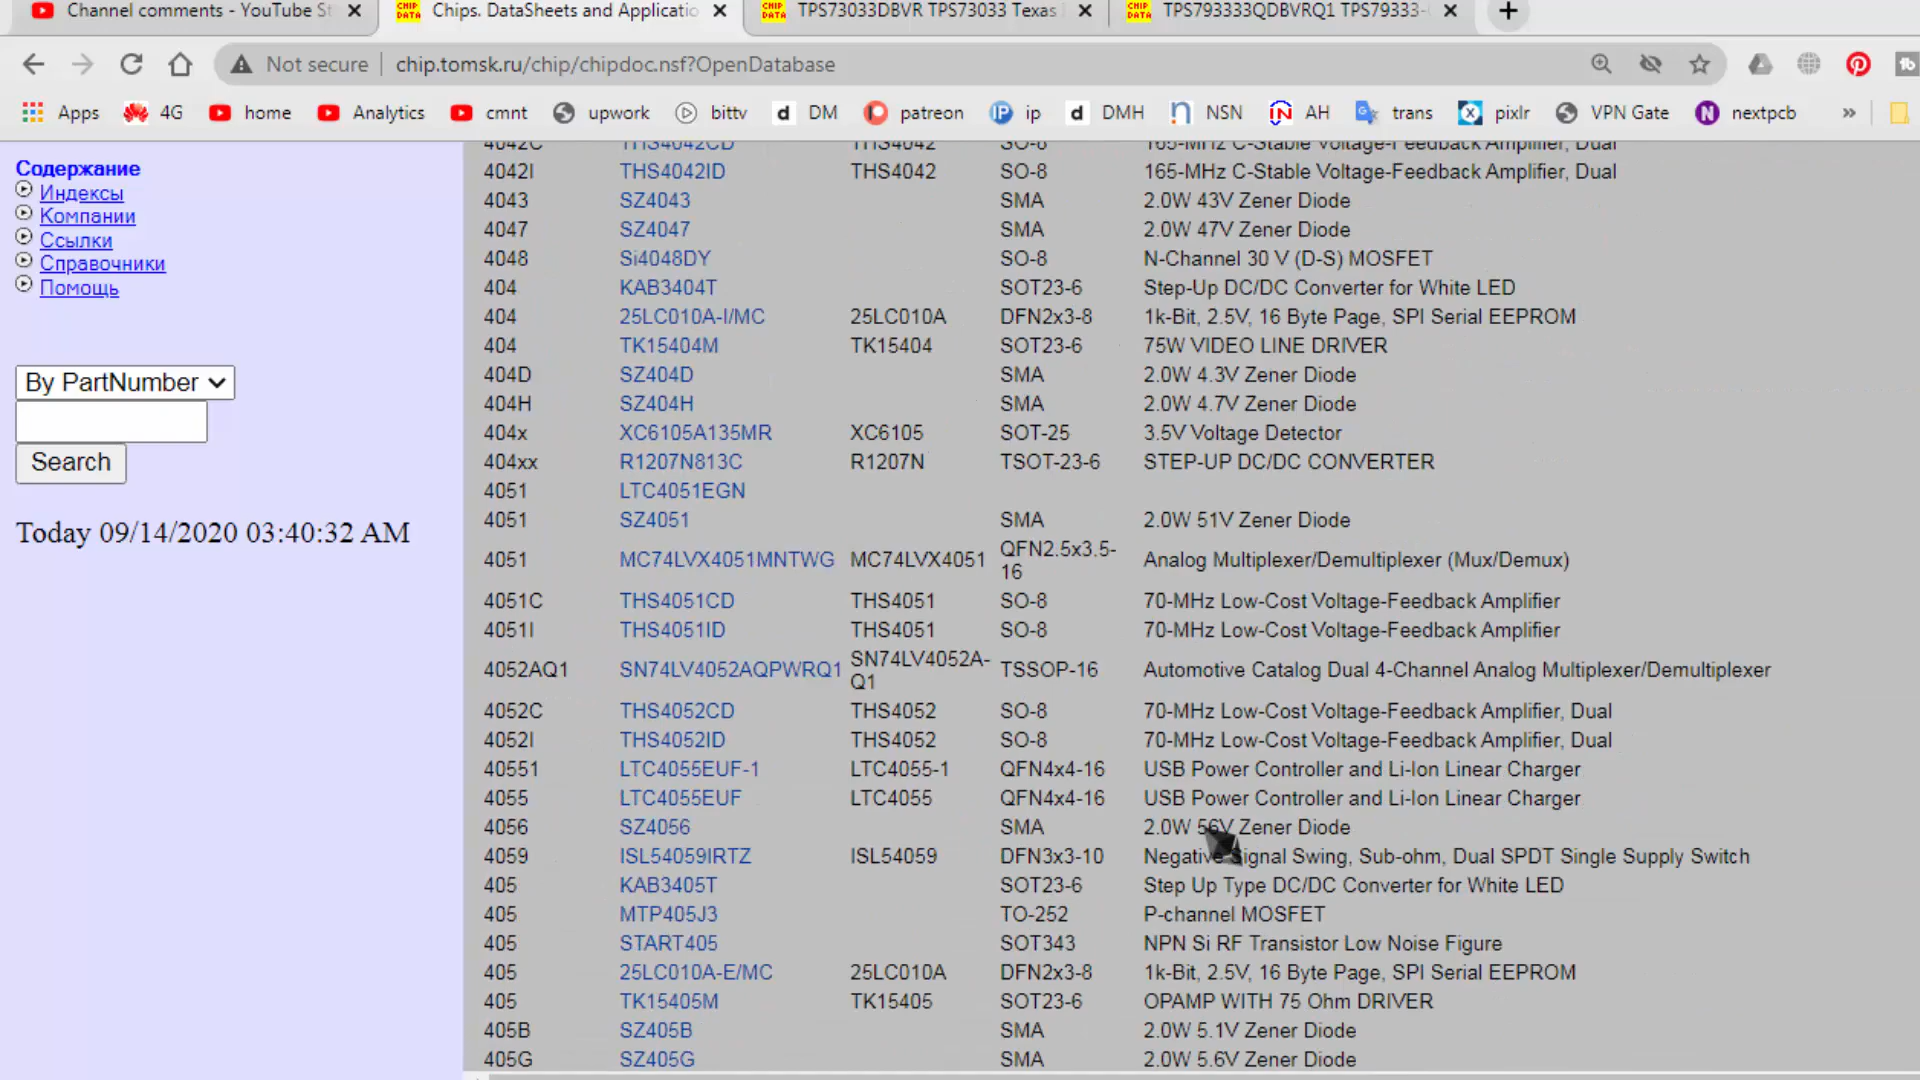 Channel comments - YouTube St
Chips. DataSheets and Applicatio
TPS73033DBVR TPS73033 Texas
TPS793333QDBVRQ1 TPS79333-
Not secure
chip.tomsk.ru/chip/chipdoc.nsf?OpenDatabase
Apps 4G home Analytics cmnt upwork bittv DM patreon ip DMH NSN AH trans pixlr VPN Gate nextpcb »
Содержание
Индексы
Компании
Ссылки
Справочники
Помощь
By PartNumber
Search
Today 09/14/2020 03:40:32 AM
4042C THS4042CD THS4042 SO-8 165-MHz C-Stable Voltage-Feedback Amplifier, Dual
4042I THS4042ID THS4042 SO-8 165-MHz C-Stable Voltage-Feedback Amplifier, Dual
4043 SZ4043 SMA 2.0W 43V Zener Diode
4047 SZ4047 SMA 2.0W 47V Zener Diode
4048 Si4048DY SO-8 N-Channel 30 V (D-S) MOSFET
404 KAB3404T SOT23-6 Step-Up DC/DC Converter for White LED
404 25LC010A-I/MC 25LC010A DFN2x3-8 1k-Bit, 2.5V, 16 Byte Page, SPI Serial EEPROM
404 TK15404M TK15404 SOT23-6 75W VIDEO LINE DRIVER
404D SZ404D SMA 2.0W 4.3V Zener Diode
404H SZ404H SMA 2.0W 4.7V Zener Diode
404x XC6105A135MR XC6105 SOT-25 3.5V Voltage Detector
404xx R1207N813C R1207N TSOT-23-6 STEP-UP DC/DC CONVERTER
4051 LTC4051EGN
4051 SZ4051 SMA 2.0W 51V Zener Diode
4051 MC74LVX4051MNTWG MC74LVX4051 QFN2.5x3.5-
16 Analog Multiplexer/Demultiplexer (Mux/Demux)
4051C THS4051CD THS4051 SO-8 70-MHz Low-Cost Voltage-Feedback Amplifier
4051I THS4051ID THS4051 SO-8 70-MHz Low-Cost Voltage-Feedback Amplifier
4052AQ1 SN74LV4052AQPWRQ1 SN74LV4052A-
Q1 TSSOP-16 Automotive Catalog Dual 4-Channel Analog Multiplexer/Demultiplexer
4052C THS4052CD THS4052 SO-8 70-MHz Low-Cost Voltage-Feedback Amplifier, Dual
4052I THS4052ID THS4052 SO-8 70-MHz Low-Cost Voltage-Feedback Amplifier, Dual
40551 LTC4055EUF-1 LTC4055-1 QFN4x4-16 USB Power Controller and Li-Ion Linear Charger
4055 LTC4055EUF LTC4055 QFN4x4-16 USB Power Controller and Li-Ion Linear Charger
4056 SZ4056 SMA 2.0W 56V Zener Diode
4059 ISL54059IRTZ ISL54059 DFN3x3-10 Negative Signal Swing, Sub-ohm, Dual SPDT Single Supply Switch
405 KAB3405T SOT23-6 Step Up Type DC/DC Converter for White LED
405 MTP405J3 TO-252 P-channel MOSFET
405 START405 SOT343 NPN Si RF Transistor Low Noise Figure
405 25LC010A-E/MC 25LC010A DFN2x3-8 1k-Bit, 2.5V, 16 Byte Page, SPI Serial EEPROM
405 TK15405M TK15405 SOT23-6 OPAMP WITH 75 Ohm DRIVER
405B SZ405B SMA 2.0W 5.1V Zener Diode
405G SZ405G SMA 2.0W 5.6V Zener Diode